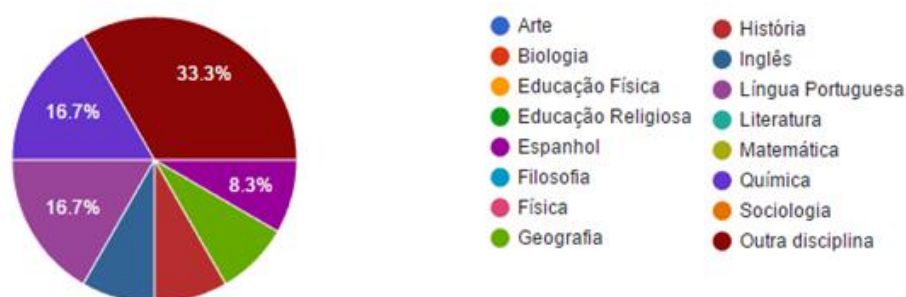 33.3%
16.7%
16.7%
8.3%
Arte
Biologia
Educação Física
Educação Religiosa
Espanhol
Filosofia
Física
Geografia
História
Inglês
Língua Portuguesa
Literatura
Matemática
Química
Sociologia
Outra disciplina